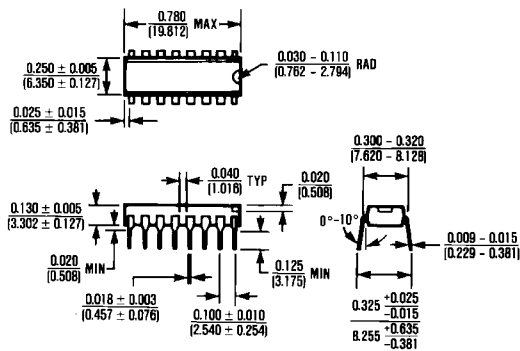 0.780
(19.812) MAX
0.250 ± 0.005
(6.350 ± 0.127)
0.030 – 0.110
(0.762 – 2.794) RAD
0.025 ± 0.015
(0.635 ± 0.381)
0.300 – 0.320
(7.620 – 8.128)
0.040
(1.016) TYP
0.020
(0.508)
0.130 ± 0.005
(3.302 ± 0.127)
0°–10°
0.009 – 0.015
(0.229 – 0.381)
0.020
(0.508) MIN
0.125
(3.175) MIN
0.018 ± 0.003
(0.457 ± 0.076)
0.100 ± 0.010
(2.540 ± 0.254)
0.325 +0.025
–0.015
8.255 +0.635
–0.381